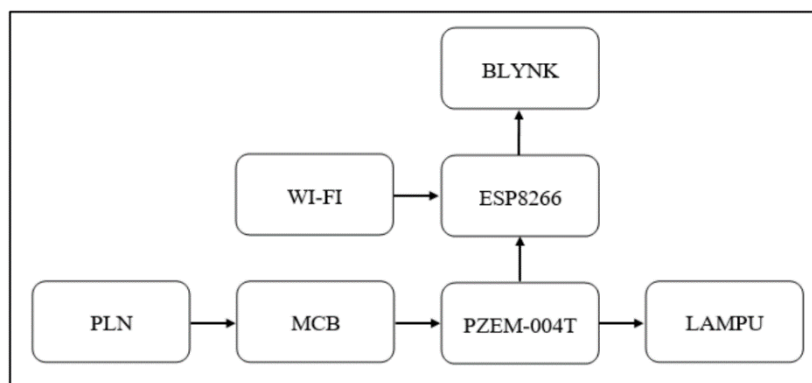 BLYNK
WI-FI
ESP8266
PLN
MCB
PZEM-004T
LAMPU